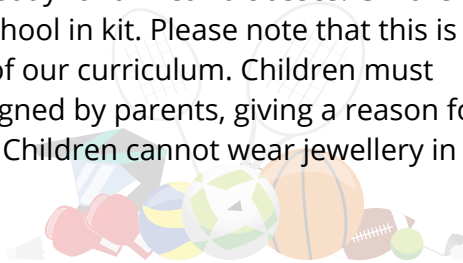 hool in kit. Please note that this is
of our curriculum. Children must
gned by parents, giving a reason fo
Children cannot wear jewellery in